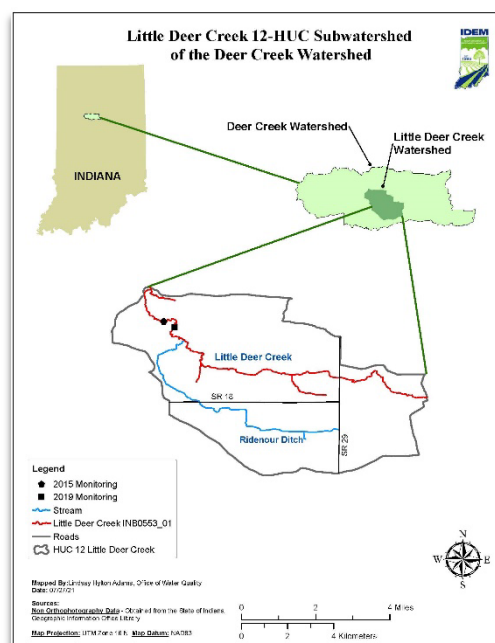 Little Deer Creek 12-HUC Subwatershed
of the Deer Creek Watershed
IDEM
Deer Creek Watershed
Little Deer Creek
Watershed
INDIANA
Little Deer Creek
SR 18
Ridenour Ditch
SR 29
Legend
2015 Monitoring
2019 Monitoring
Stream
Little Deer Creek INB0553_01
Roads
HUC 12 Little Deer Creek
N
W E
S
Mapped By:Lindsay Hylton Adams, Office of Water Quality
Date: 07/27/21
Sources:
Non Orthophotography Data - Obtained from the State of Indiana
Geographic Information Office Library
Map Projection: UTM Zone 16 N Map Datum: NAD83
0 2 4 Miles
0 2 4 Kilometers